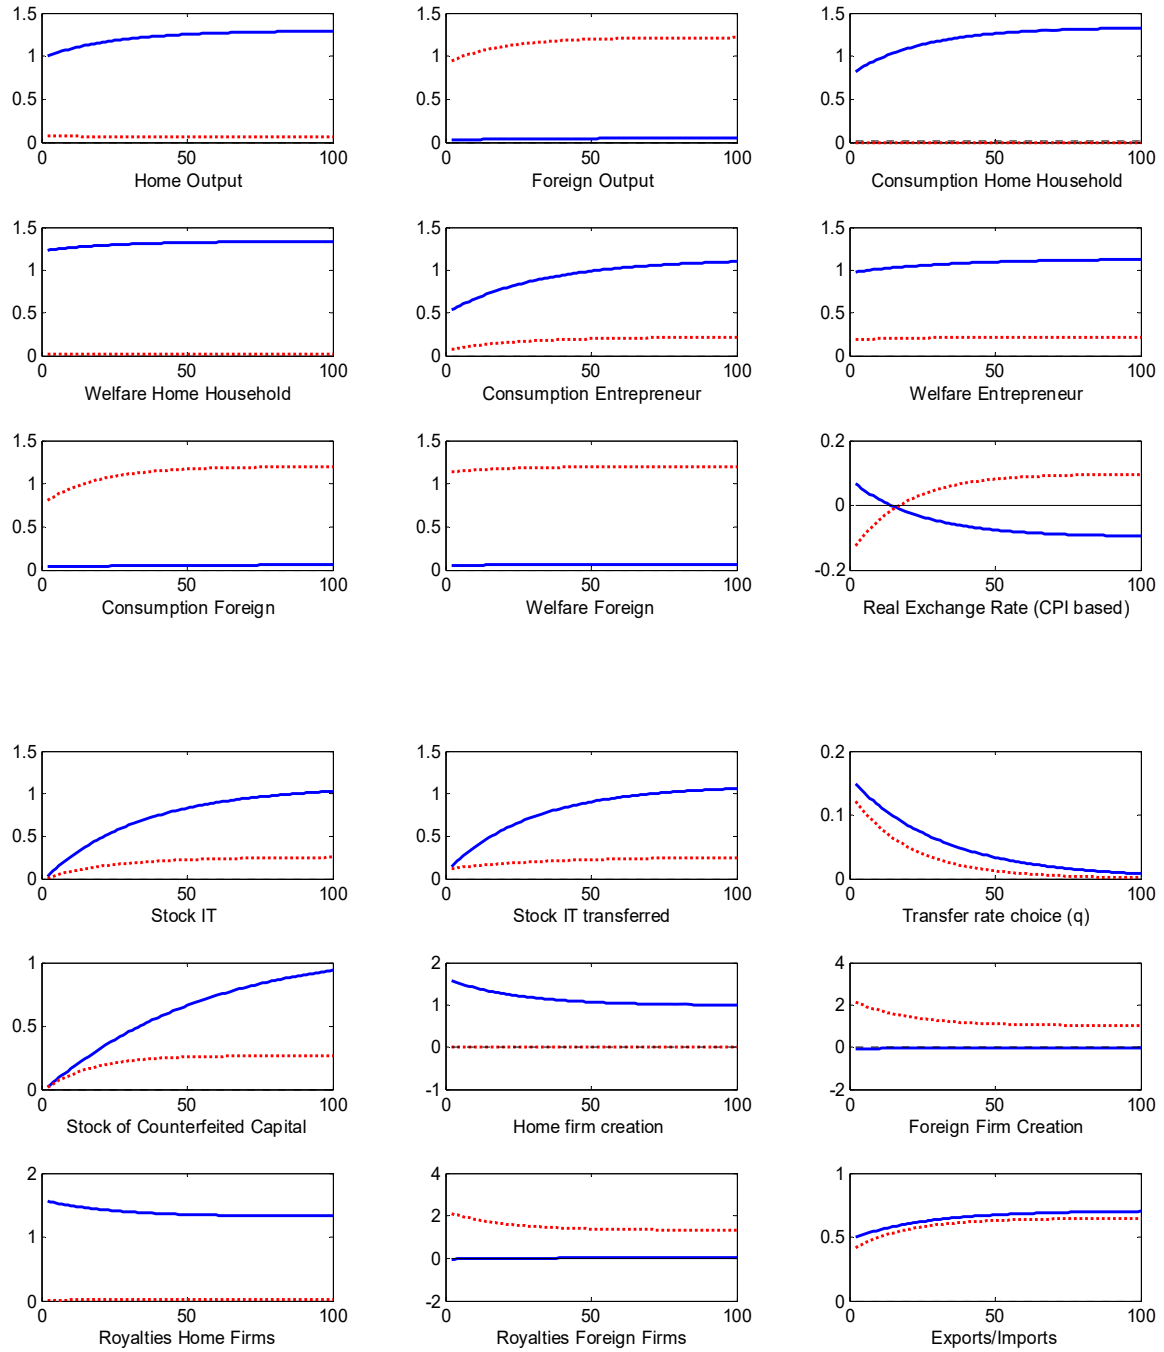 1.5 1.5 1.5
1 1 1
0.5 0.5 0.5
0 0 0
0 50 100 0 50 100 0 50 100
Home Output Foreign Output Consumption Home Household
1.5 1.5 1.5
1 1 1
0.5 0.5 0.5
0 0 0
0 50 100 0 50 100 0 50 100
Welfare Home Household Consumption Entrepreneur Welfare Entrepreneur
1.5 1.5 0.2
1 1
0
0.5 0.5
0 0 -0.2
0 50 100 0 50 100 0 50 100
Consumption Foreign Welfare Foreign Real Exchange Rate (CPI based)
1.5 1.5 0.2
1 1
0.1
0.5 0.5
0 0 0
0 50 100 0 50 100 0 50 100
Stock IT Stock IT transferred Transfer rate choice (q)
1 2 4
1 2
0.5
0 0
0 -1 -2
0 50 100 0 50 100 0 50 100
Stock of Counterfeited Capital Home firm creation Foreign Firm Creation
2 4 1
2
1 0.5
0
0 -2 0
0 50 100 0 50 100 0 50 100
Royalties Home Firms Royalties Foreign Firms Exports/Imports